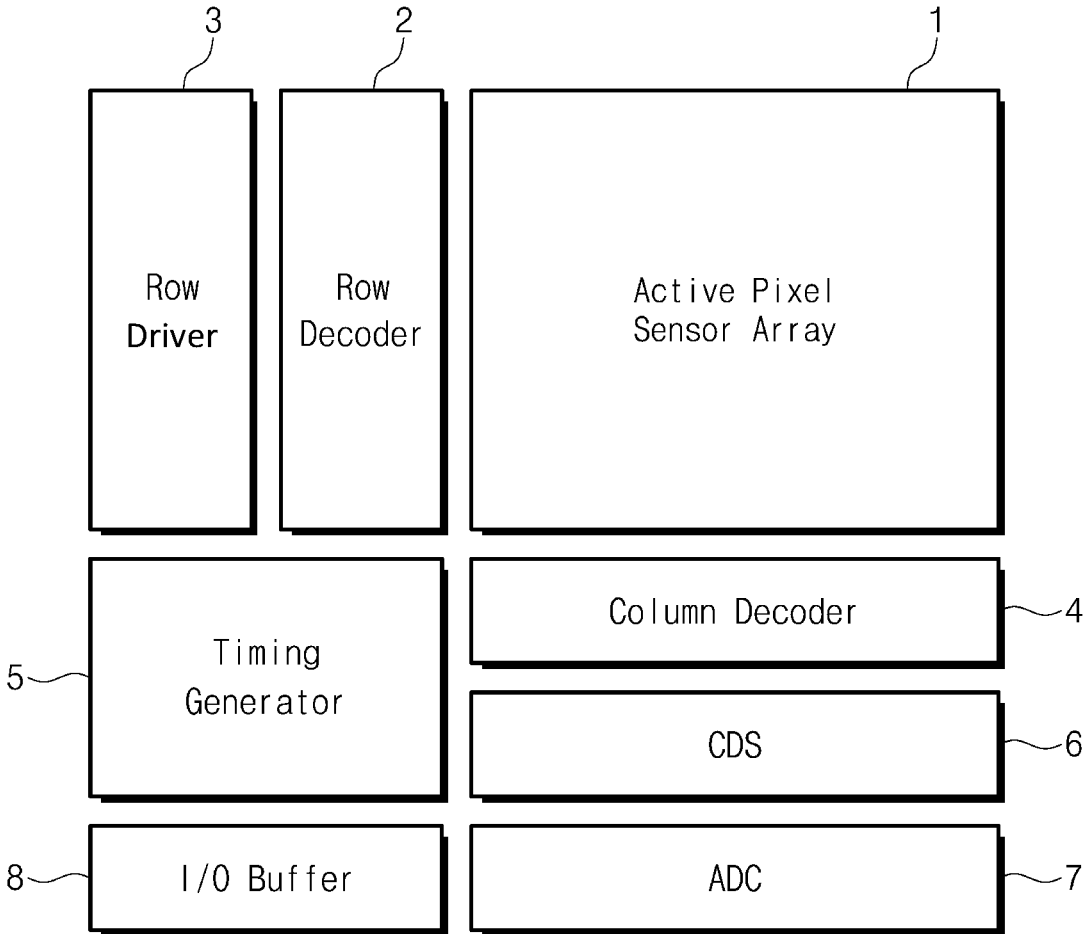 3
2
1
Row
Driver
Row
Decoder
Active Pixel
Sensor Array
Column Decoder
4
5
Timing
Generator
CDS
6
8
I/O Buffer
ADC
7